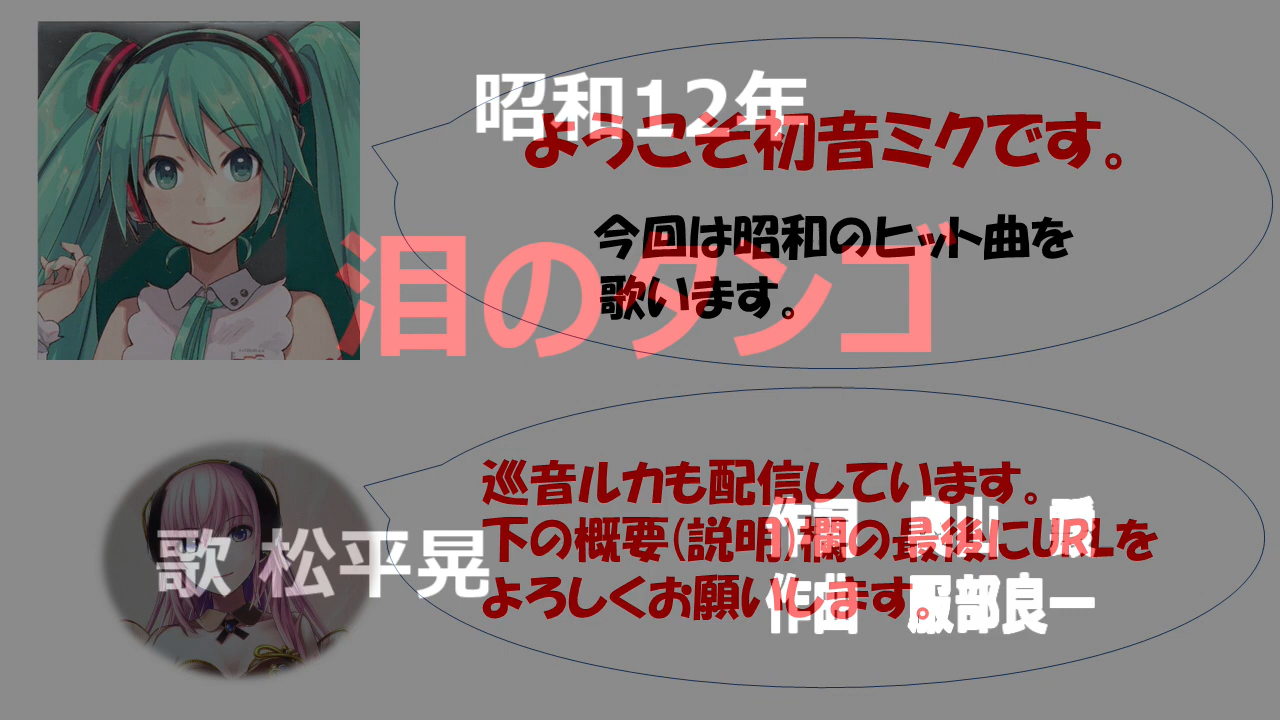 昭和12年
ようこそ初音ミクです。
今回は昭和のヒット曲を
歌います。
泪のタンゴ
巡音ルカも配信しています。
下の概要(説明)欄の最後にURLを
よろしくお願いします。
歌 松平晃
作詞
作曲 服部良一